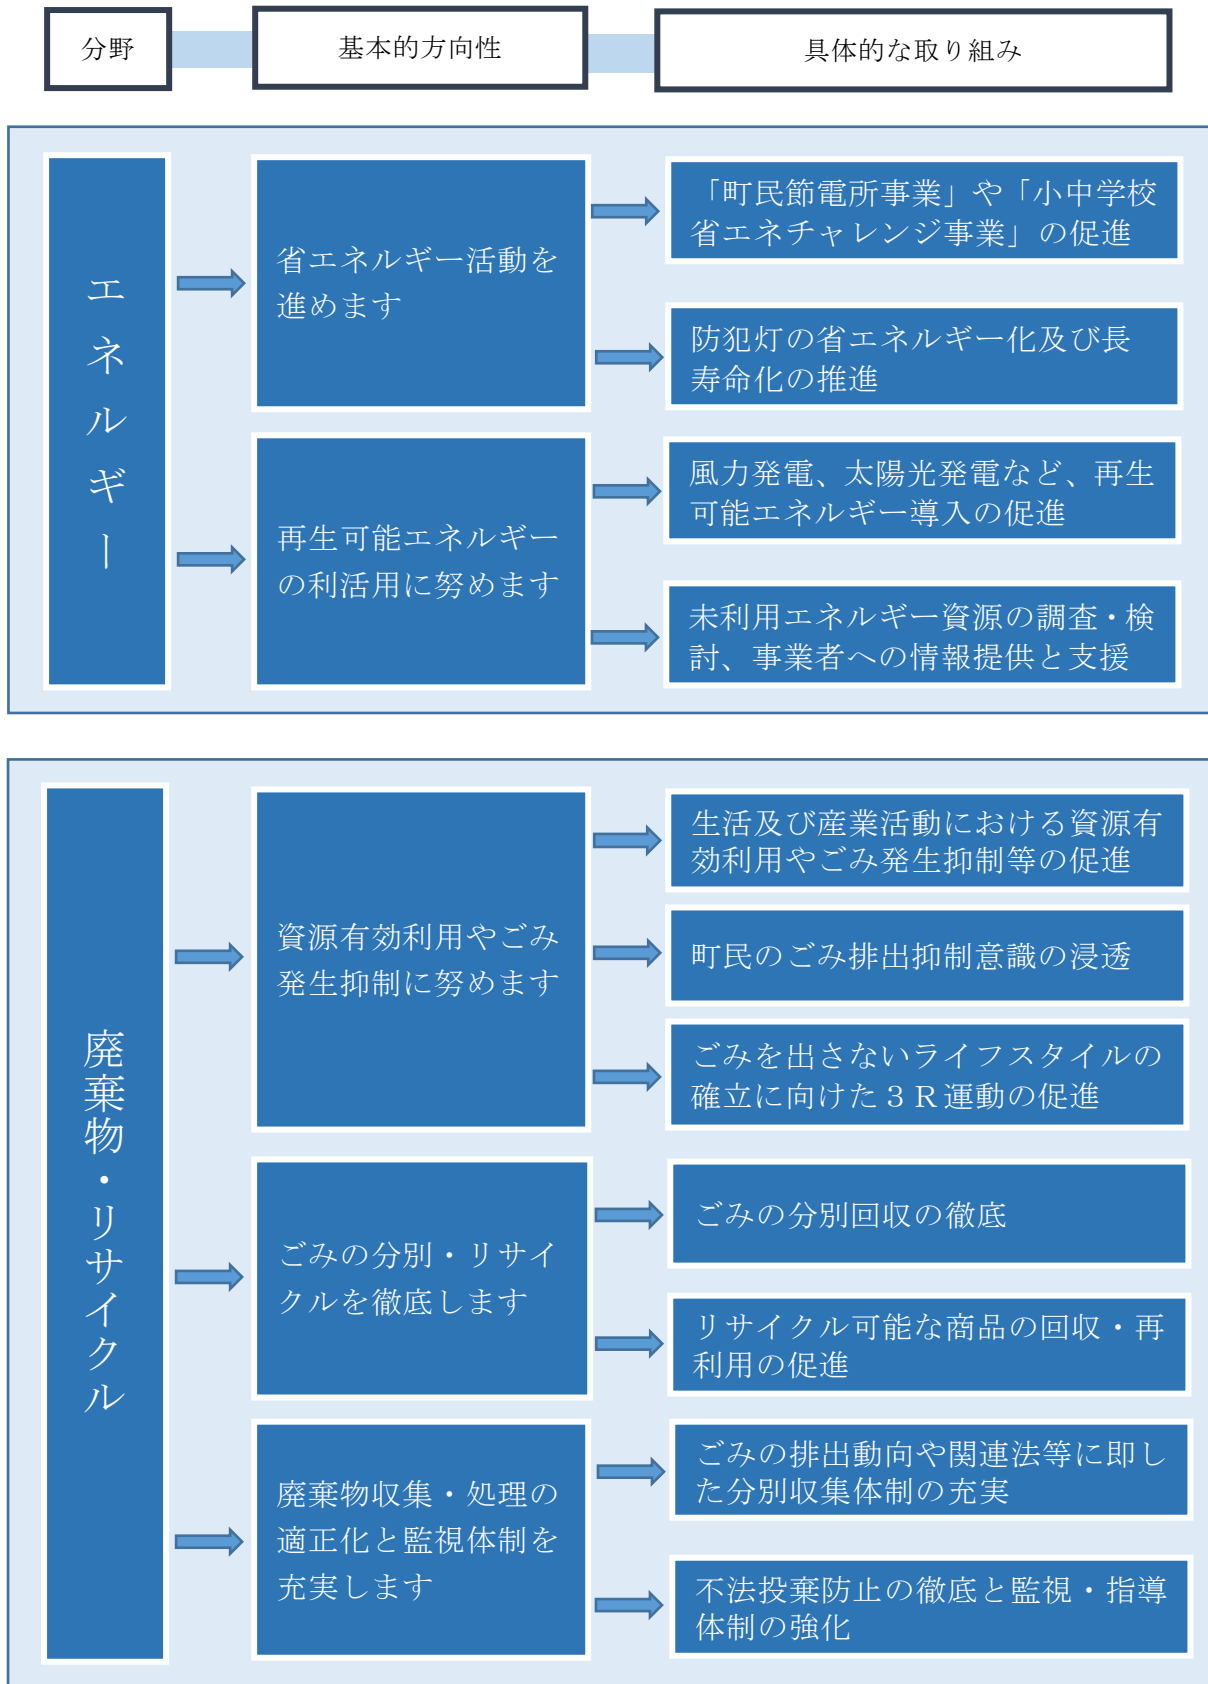 分野
基本的方向性
具体的な取り組み
エネルギー
省エネルギー活動を
進めます
「町民節電所事業」や「小中学校
省エネチャレンジ事業」の促進
防犯灯の省エネルギー化及び長
寿命化の推進
再生可能エネルギー
の利活用に努めます
風力発電、太陽光発電など、再生
可能エネルギー導入の促進
未利用エネルギー資源の調査・検
討、事業者への情報提供と支援
廃棄物・リサイクル
資源有効利用やごみ
発生抑制に努めます
生活及び産業活動における資源有
効利用やごみ発生抑制等の促進
町民のごみ排出抑制意識の浸透
ごみを出さないライフスタイルの
確立に向けた３Ｒ運動の促進
ごみの分別・リサイ
クルを徹底します
ごみの分別回収の徹底
リサイクル可能な商品の回収・再
利用の促進
廃棄物収集・処理の
適正化と監視体制を
充実します
ごみの排出動向や関連法等に即し
た分別収集体制の充実
不法投棄防止の徹底と監視・指導
体制の強化